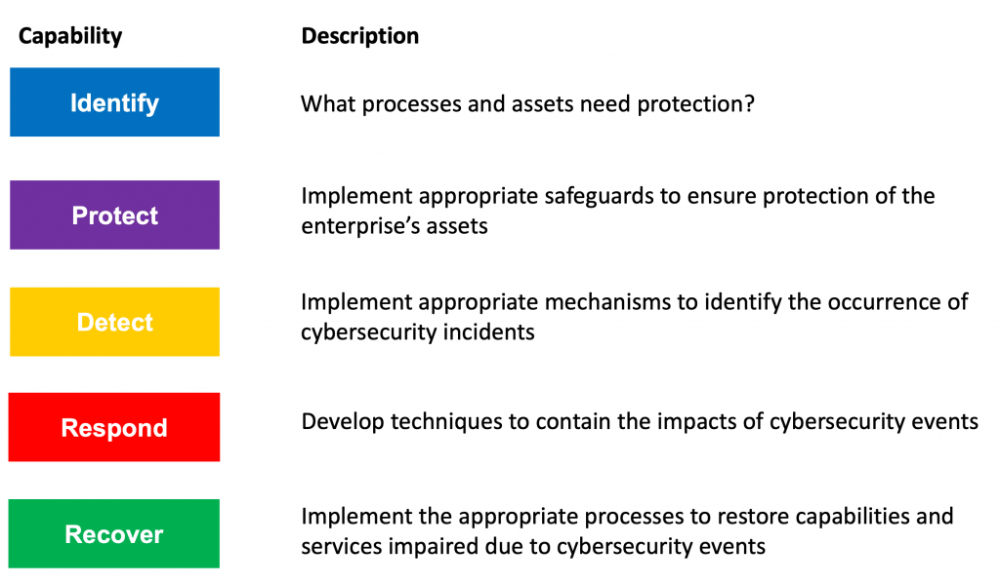 Capability
Description
Identify
What processes and assets need protection?
Protect
Implement appropriate safeguards to ensure protection of the
enterprise’s assets
Detect
Implement appropriate mechanisms to identify the occurrence of
cybersecurity incidents
Respond
Develop techniques to contain the impacts of cybersecurity events
Recover
Implement the appropriate processes to restore capabilities and
services impaired due to cybersecurity events